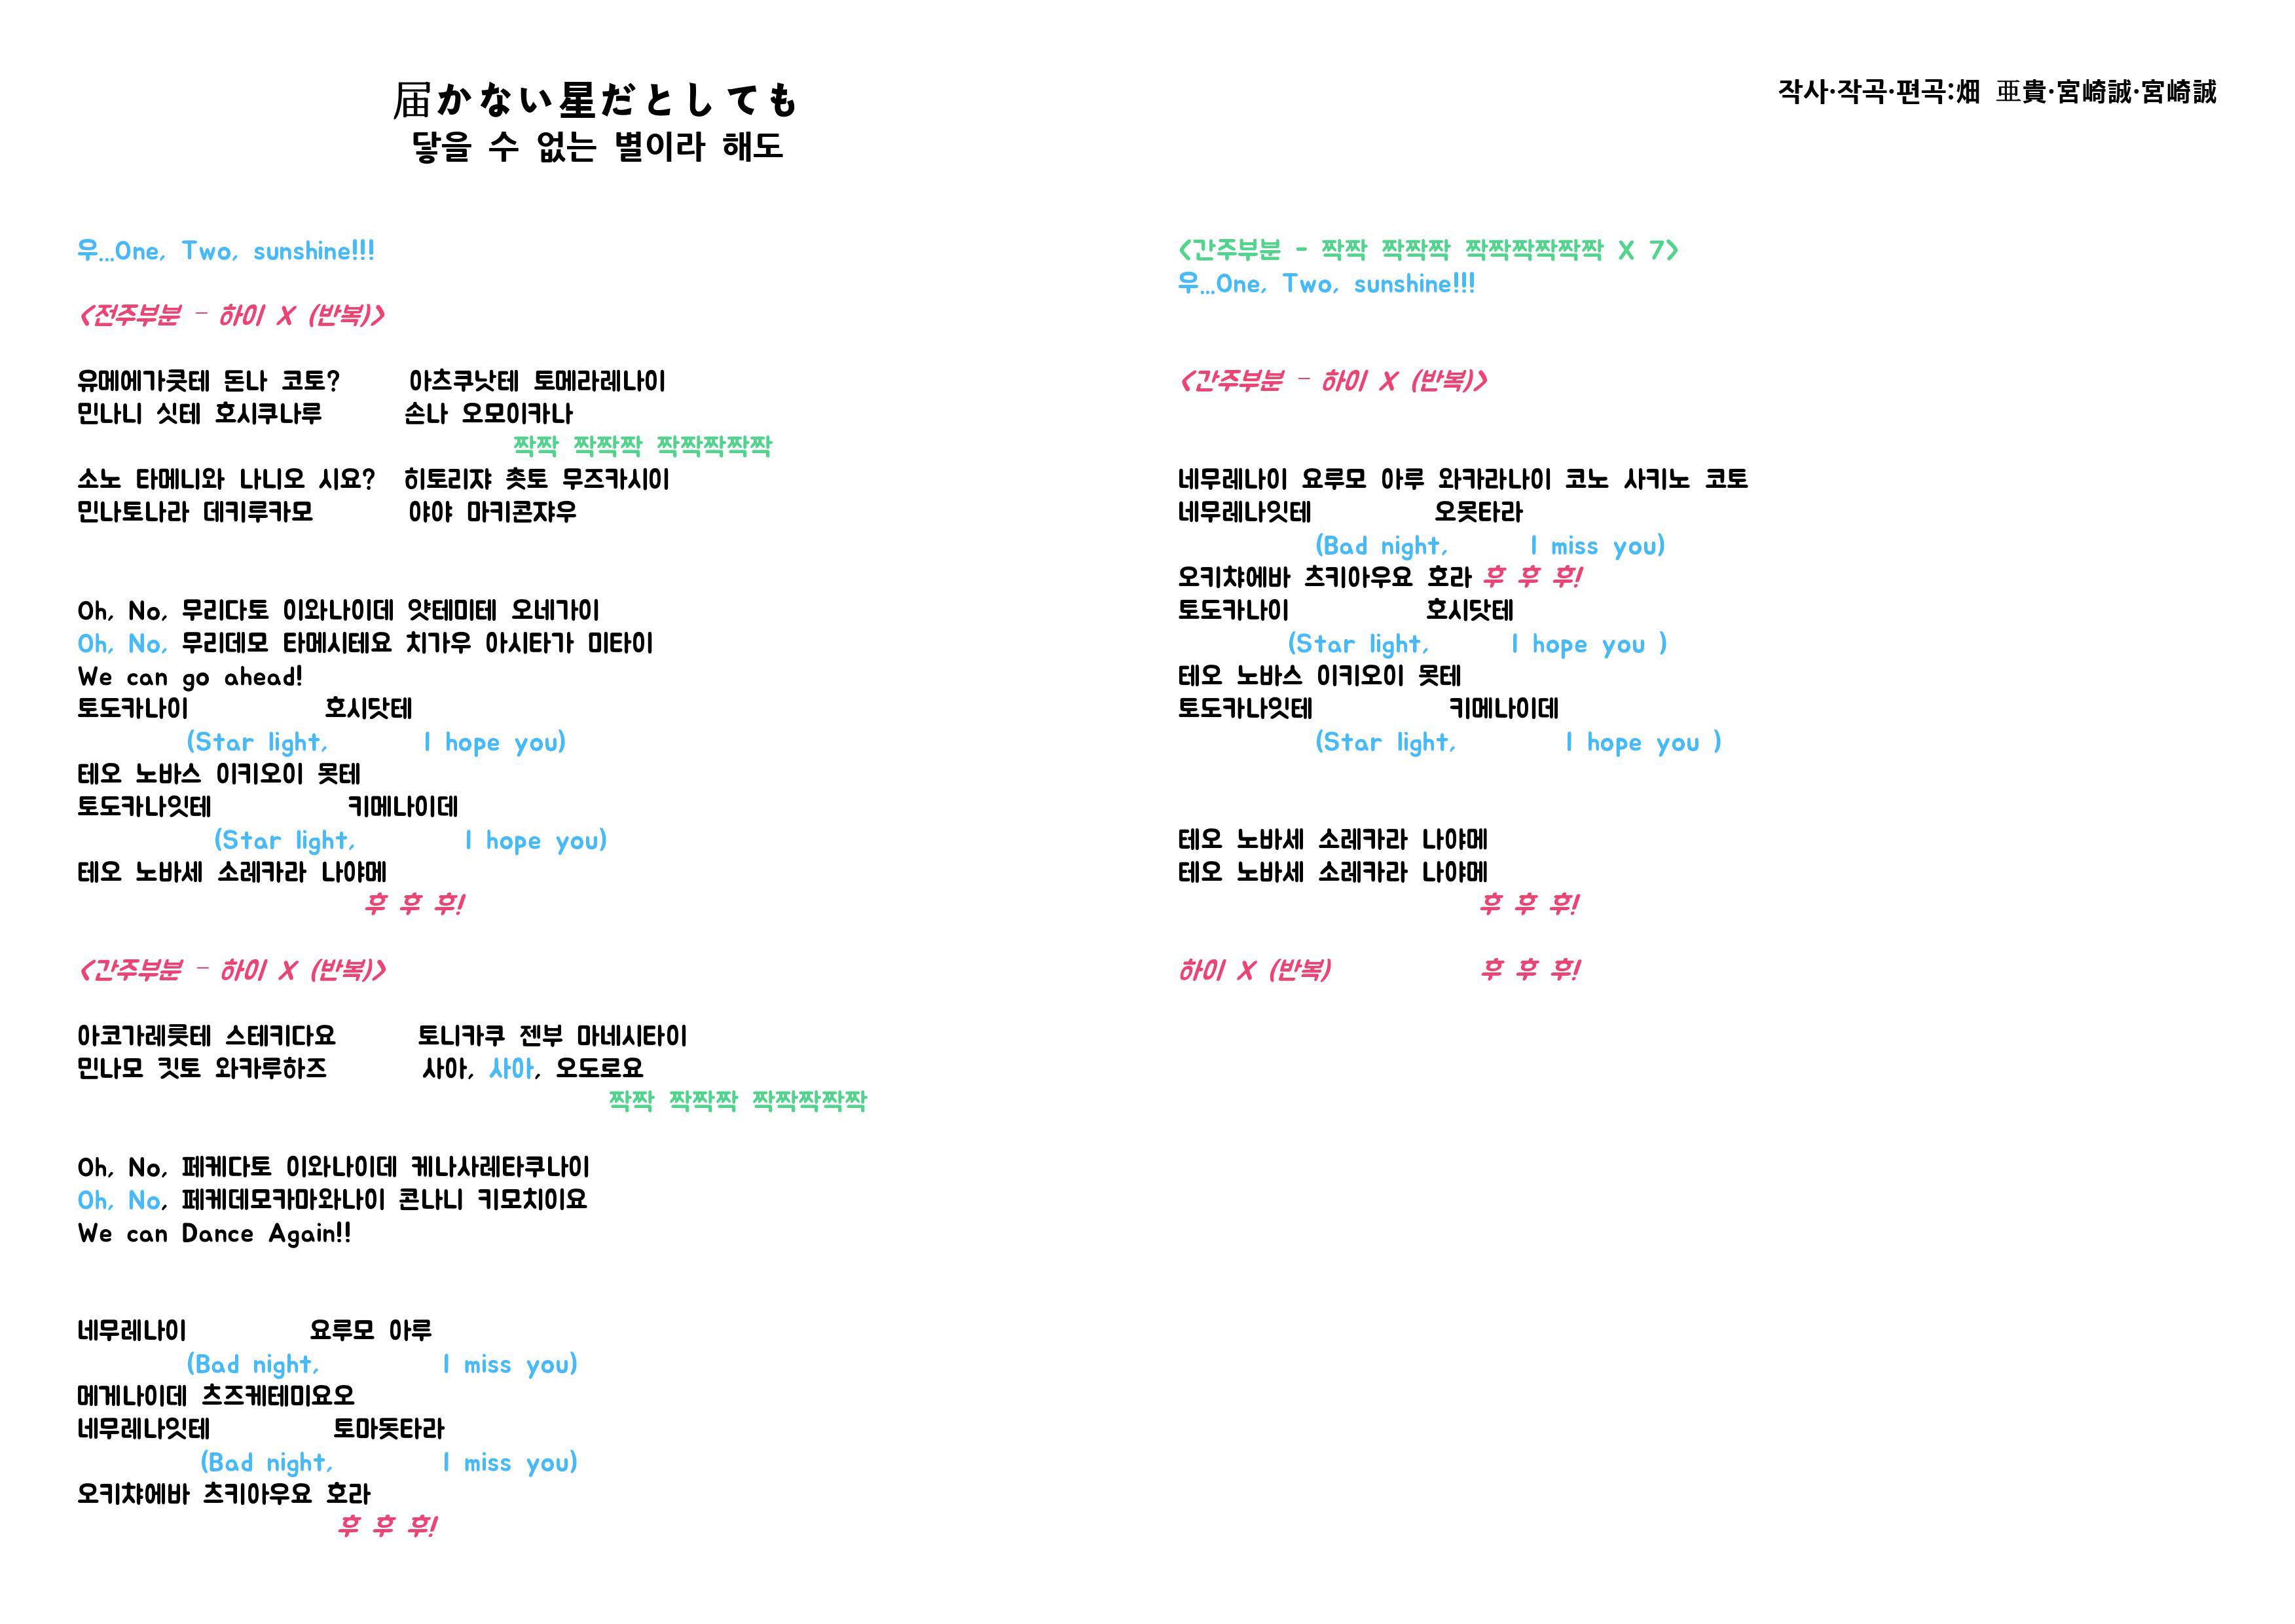 届かない星だとしても
닿을 수 없는 별이라 해도
작사·작곡·편곡:畑 亜貴·宮崎誠·宮崎誠
우...One, Two, sunshine!!!
<전주부분 - 하이 X (반복)>
유메에가쿳테 돈나 코토? 아츠쿠낫테 토메라레나이
민나니 싯테 호시쿠나루 손나 오모이카나
짝짝 짝짝짝 짝짝짝짝짝
소노 타메니와 나니오 시요? 히토리쟈 촛토 무즈카시이
민나토나라 데키루카모 야야 마키콘쟈우
Oh, No, 무리다토 이와나이데 얏테미테 오네가이
Oh, No, 무리데모 타메시테요 치가우 아시타가 미타이
We can go ahead!
토도카나이 호시닷테
(Star light, I hope you)
테오 노바스 이키오이 못테
토도카나잇테 키메나이데
(Star light, I hope you)
테오 노바세 소레카라 나야메
후 후 후!
<간주부분 - 하이 X (반복)>
아코가레룻테 스테키다요 토니카쿠 젠부 마네시타이
민나모 킷토 와카루하즈 사아, 사아, 오도로요
짝짝 짝짝짝 짝짝짝짝짝
Oh, No, 페케다토 이와나이데 케나사레타쿠나이
Oh, No, 페케데모카마와나이 콘나니 키모치이요
We can Dance Again!!
네무레나이 요루모 아루
(Bad night, I miss you)
메게나이데 츠즈케테미요오
네무레나잇테 토마돗타라
(Bad night, I miss you)
오키챠에바 츠키아우요 호라
후 후 후!
<간주부분 - 짝짝 짝짝짝 짝짝짝짝짝짝 X 7>
우...One, Two, sunshine!!!
<간주부분 - 하이 X (반복)>
네무레나이 요루모 아루 와카라나이 코노 사키노 코토
네무레나잇테 오못타라
(Bad night, I miss you)
오키챠에바 츠키아우요 호라 후 후 후!
토도카나이 호시닷테
(Star light, I hope you )
테오 노바스 이키오이 못테
토도카나잇테 키메나이데
(Star light, I hope you )
테오 노바세 소레카라 나야메
테오 노바세 소레카라 나야메
후 후 후!
하이 X (반복) 후 후 후!